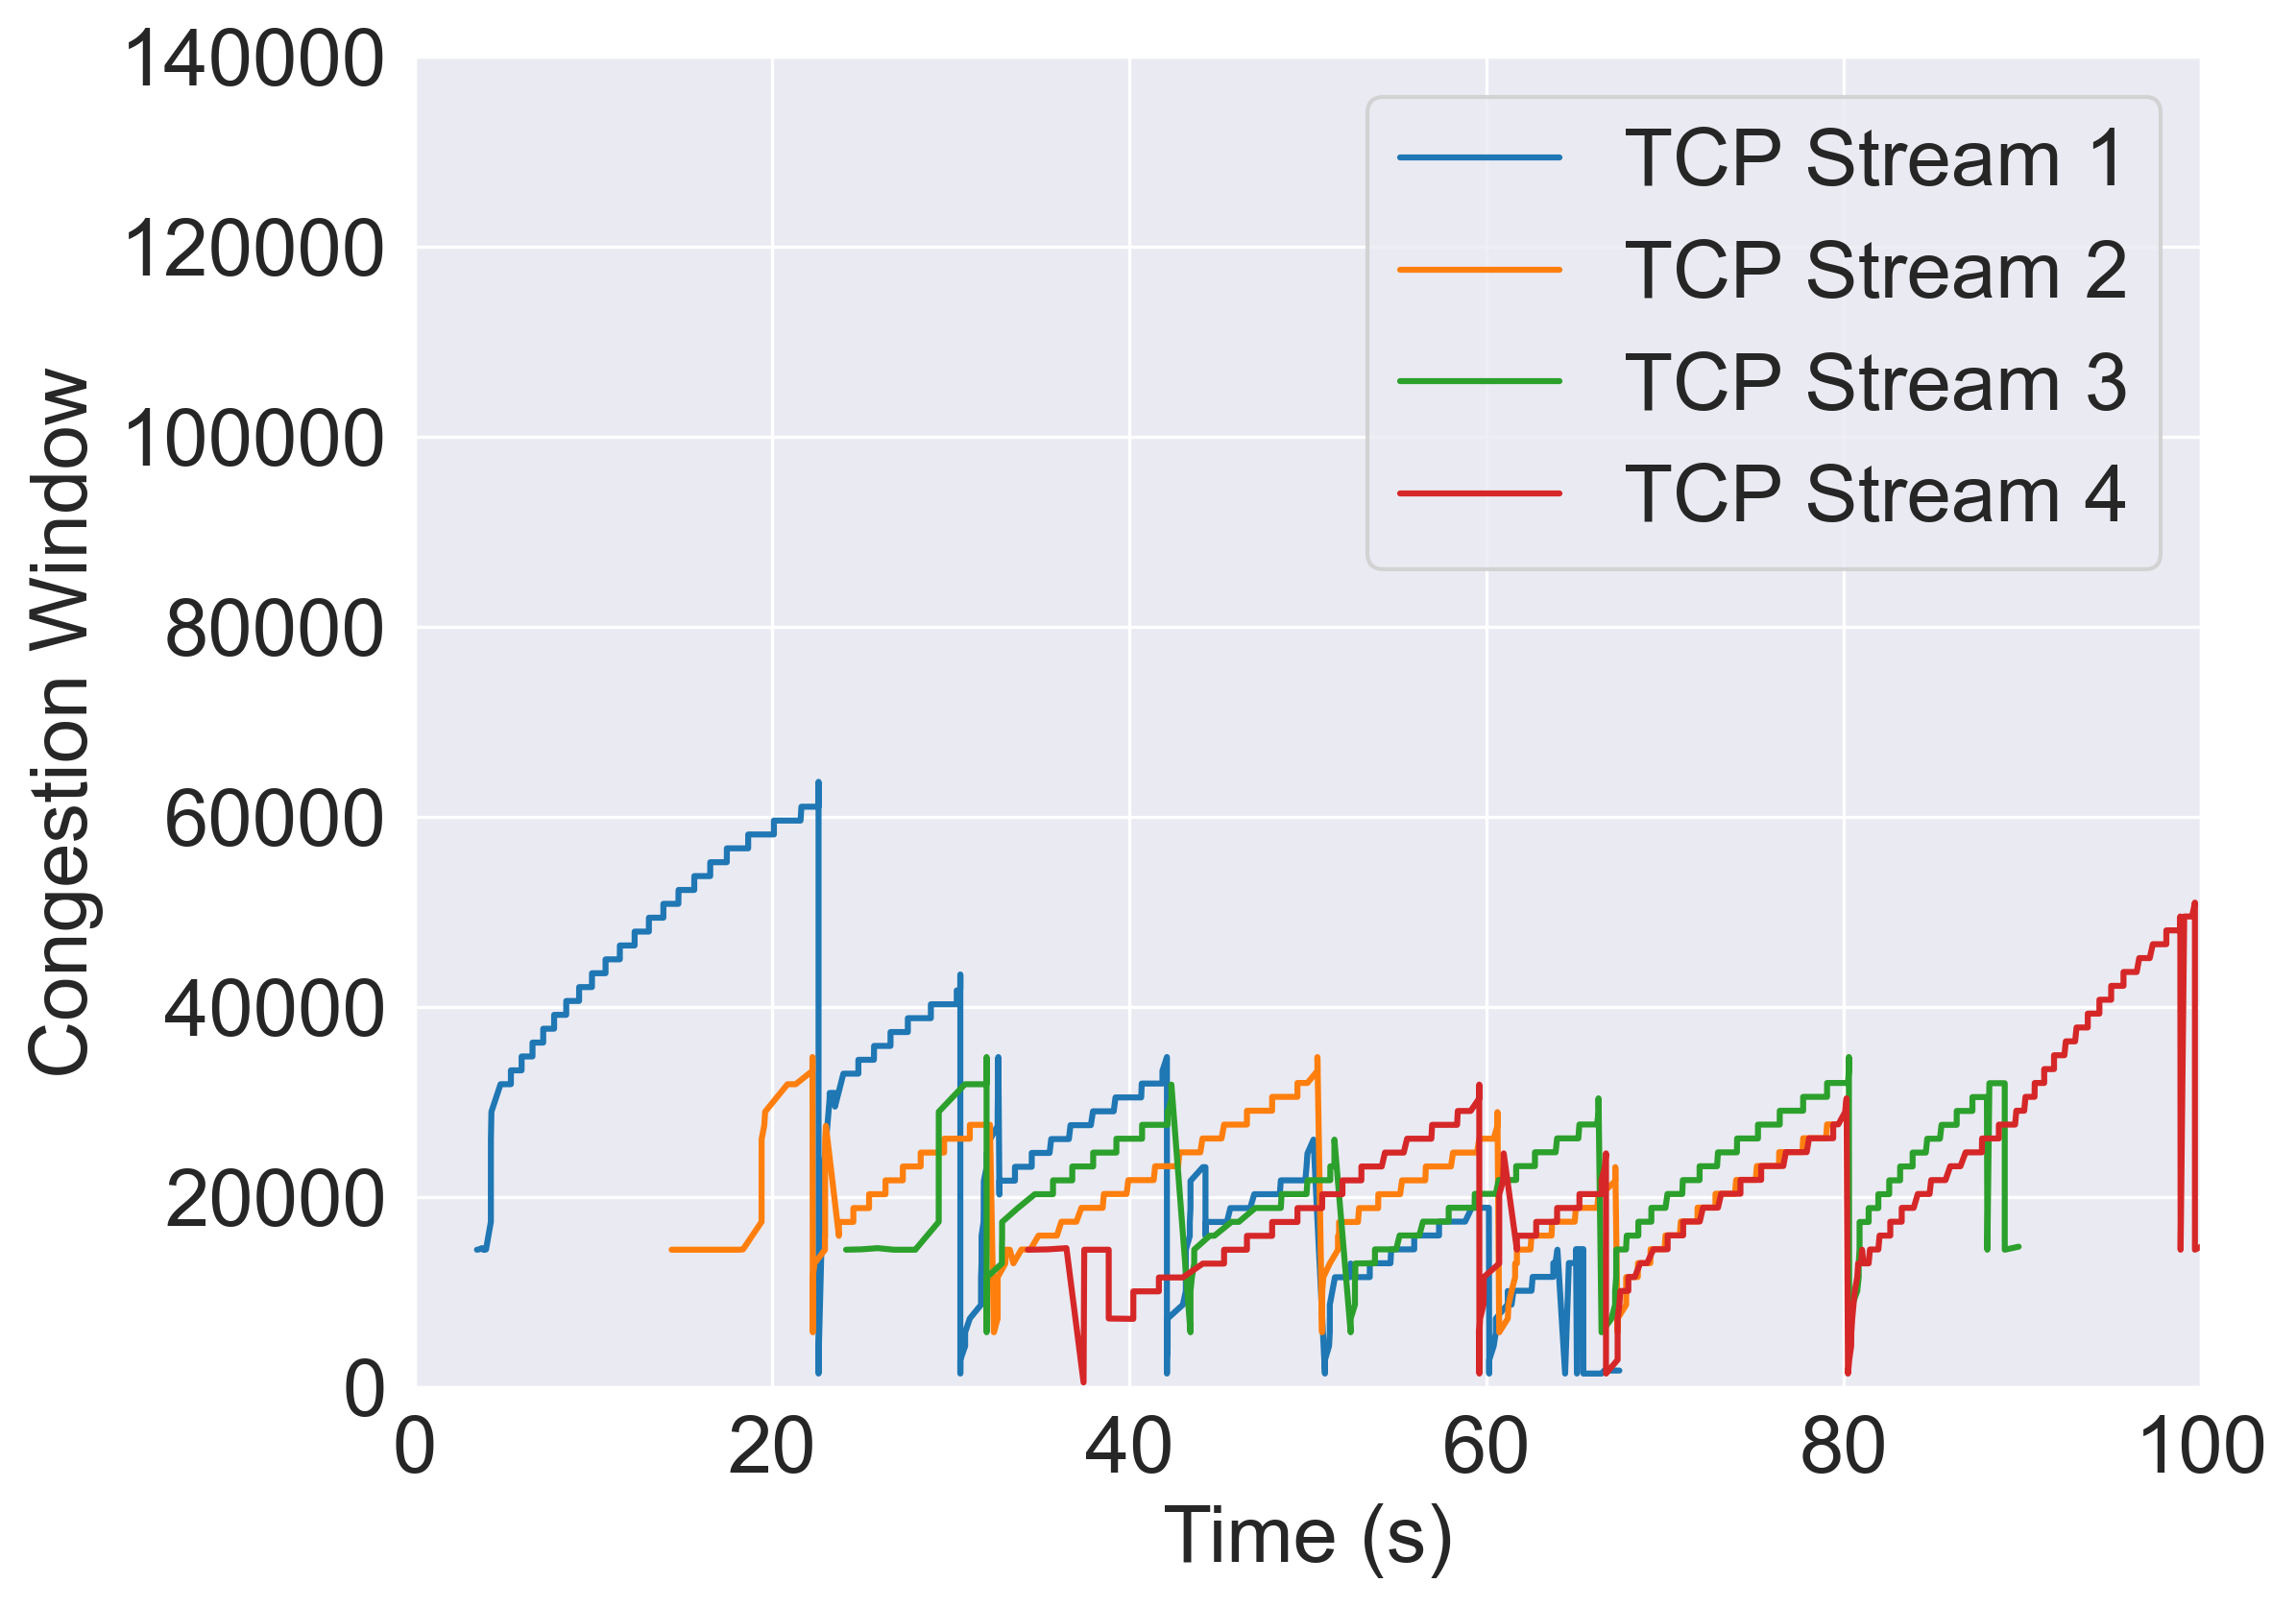 140000
120000
100000
80000
60000
40000
20000
0
Congestion Window
0 20 40 60 80 100
Time (s)
TCP Stream 1
TCP Stream 2
TCP Stream 3
TCP Stream 4